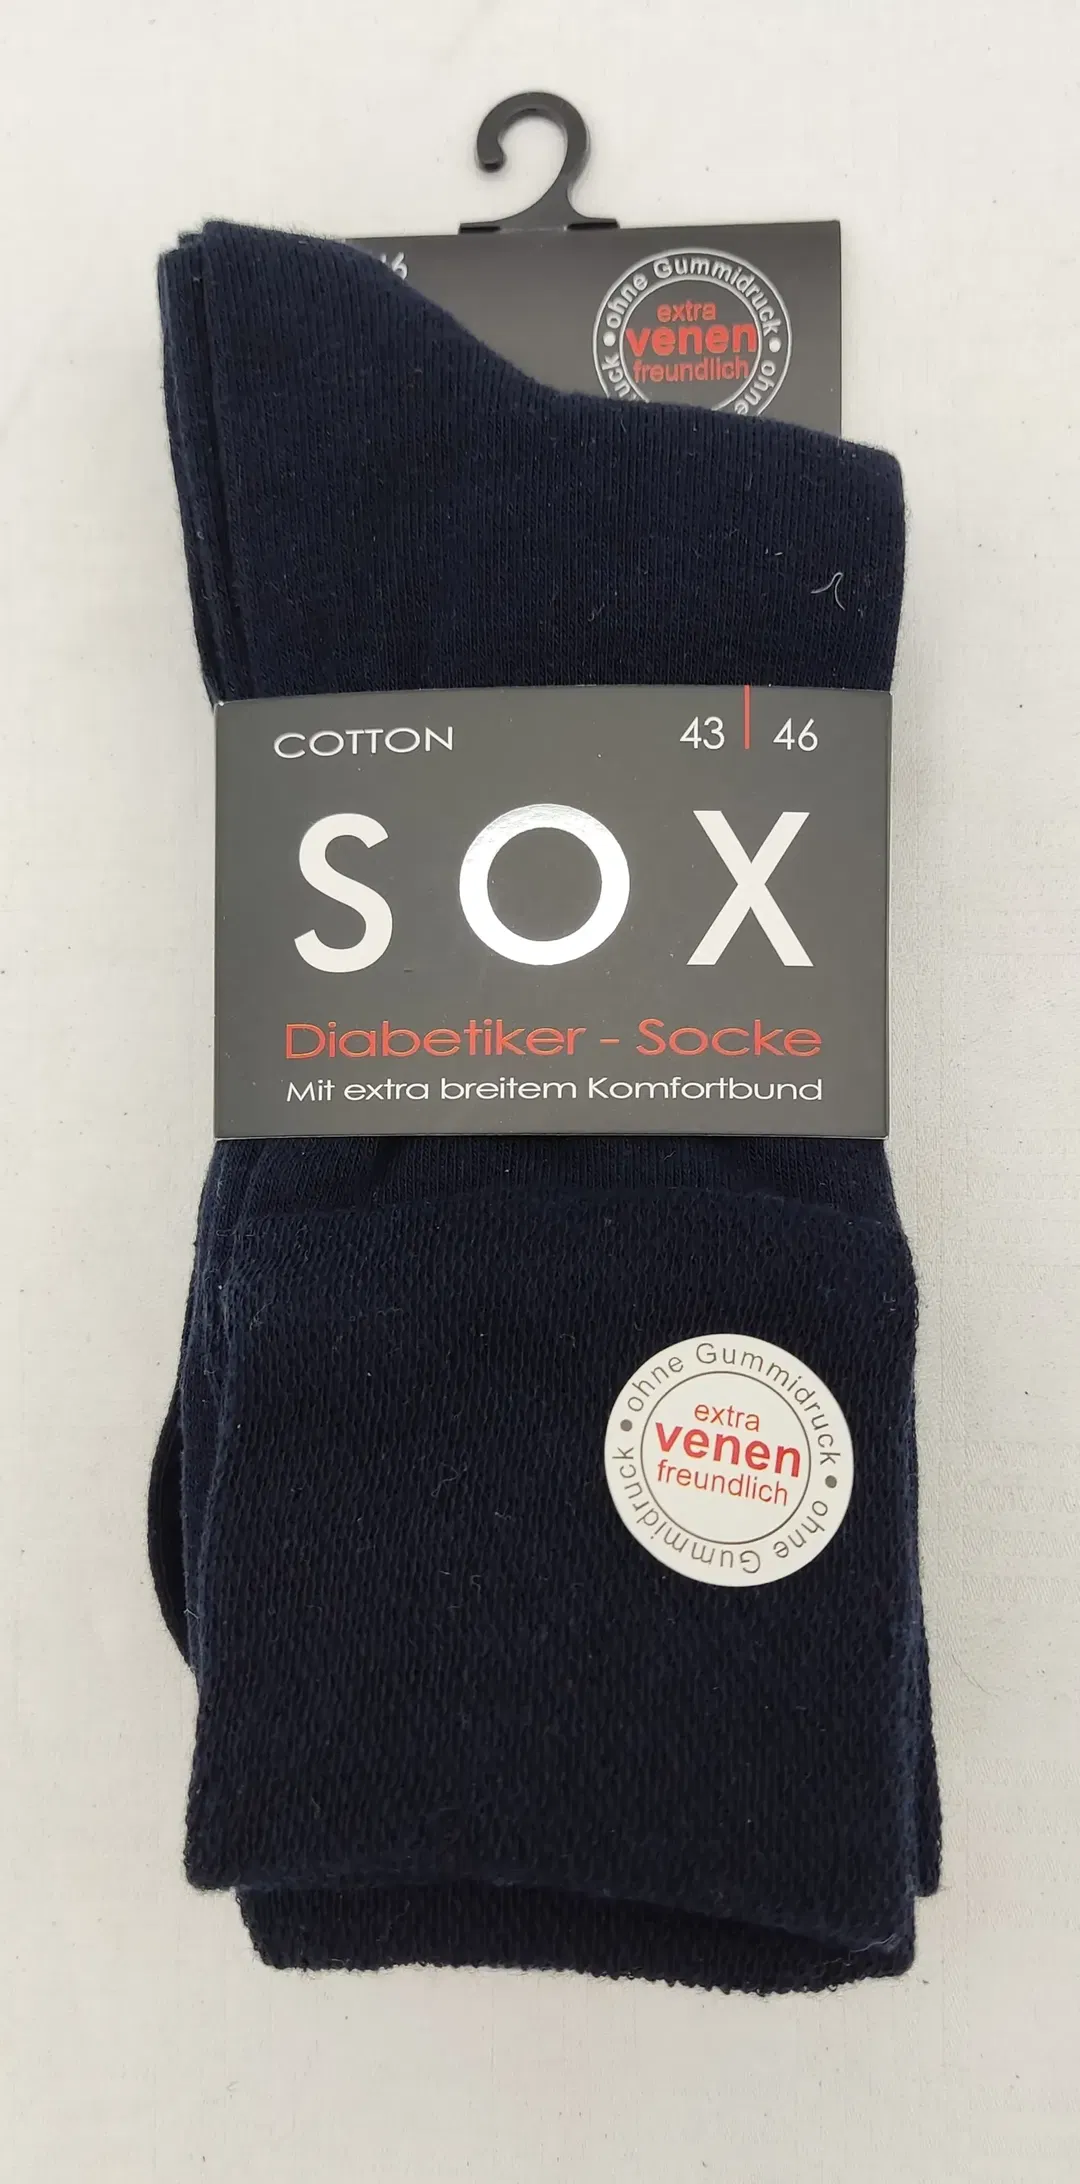 ohne Gummidruck • ohne
extra
venen
freundlich
COTTON
43 | 46
SOX
Diabetiker - Socke
Mit extra breitem Komfortbund
ohne Gummidruck • ohne Gummidruck •
extra
venen
freundlich